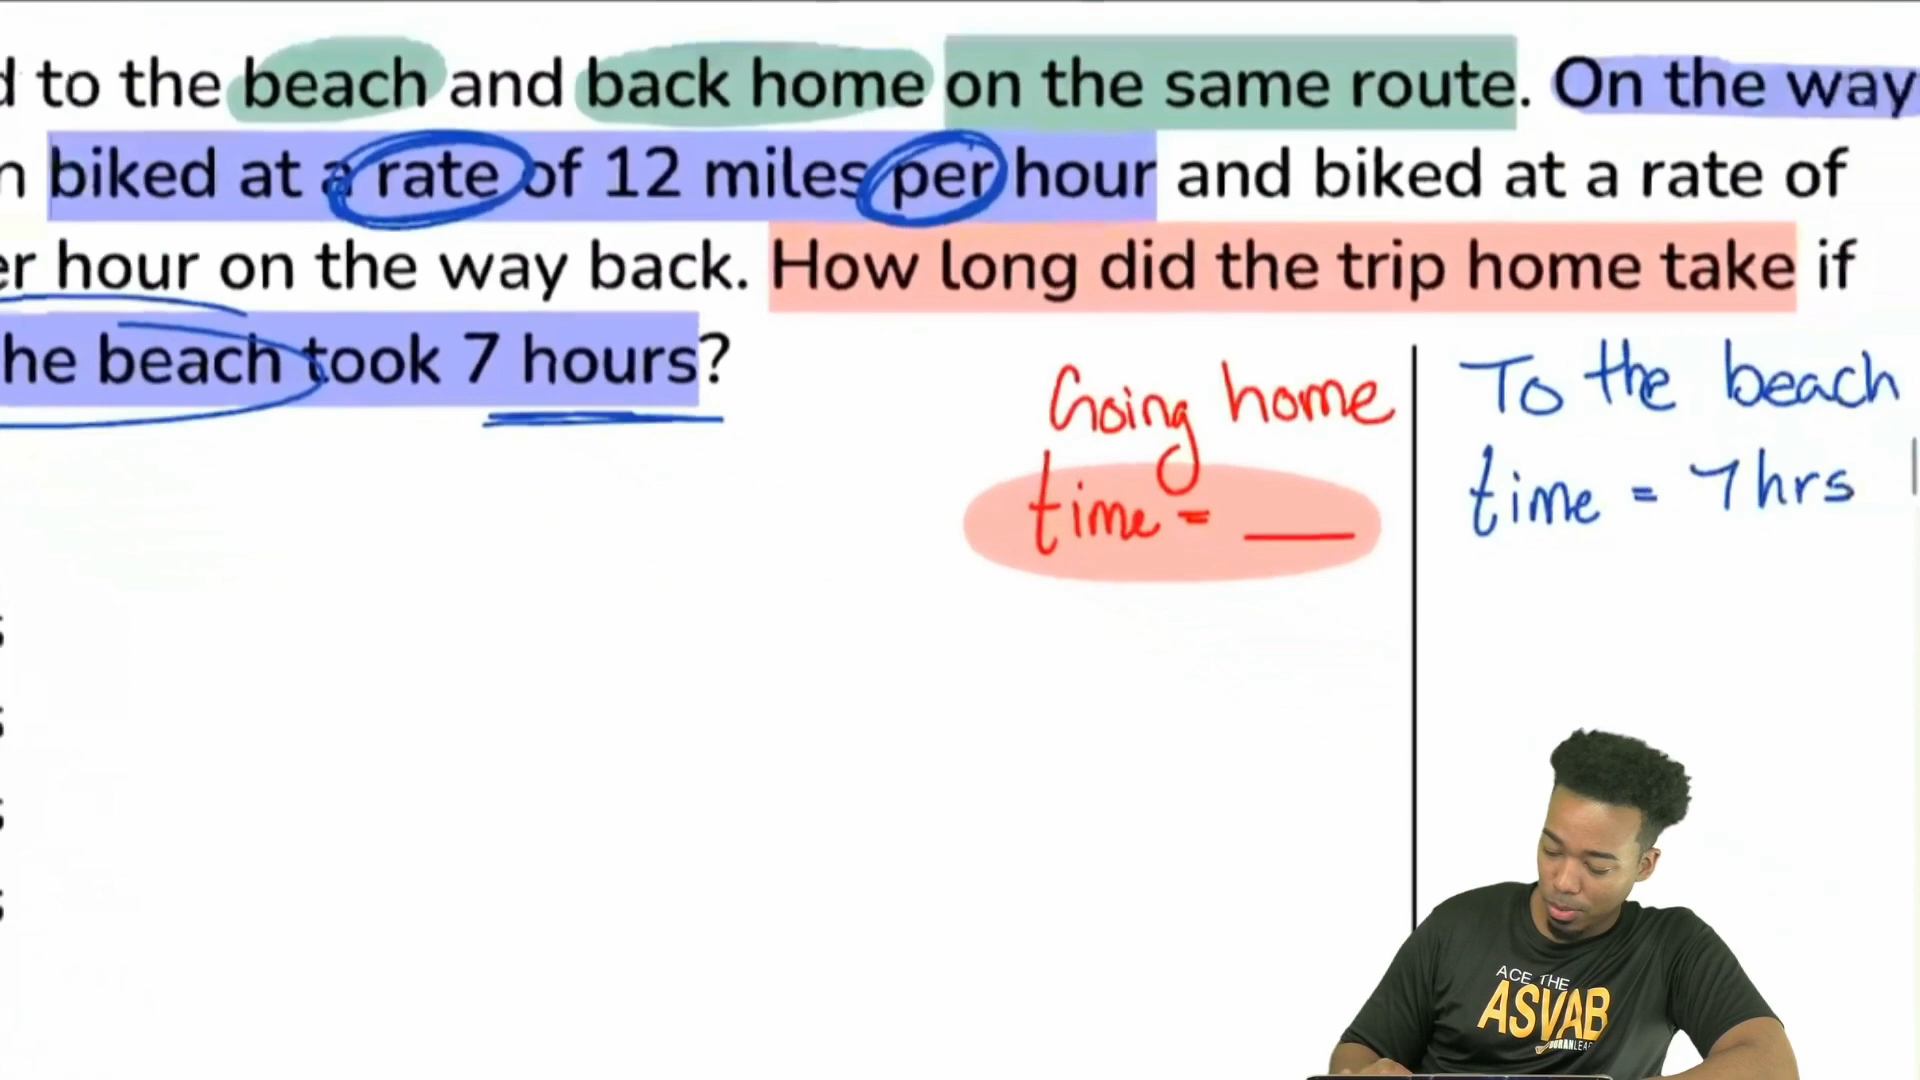 d to the beach and back home on the same route. On the way
n biked at a rate of 12 miles per hour and biked at a rate of
er hour on the way back. How long did the trip home take if
he beach took 7 hours?
Going home
time = ___
To the beach
time = 7 hrs
s
s
s
s
ACE THE
ASVAB